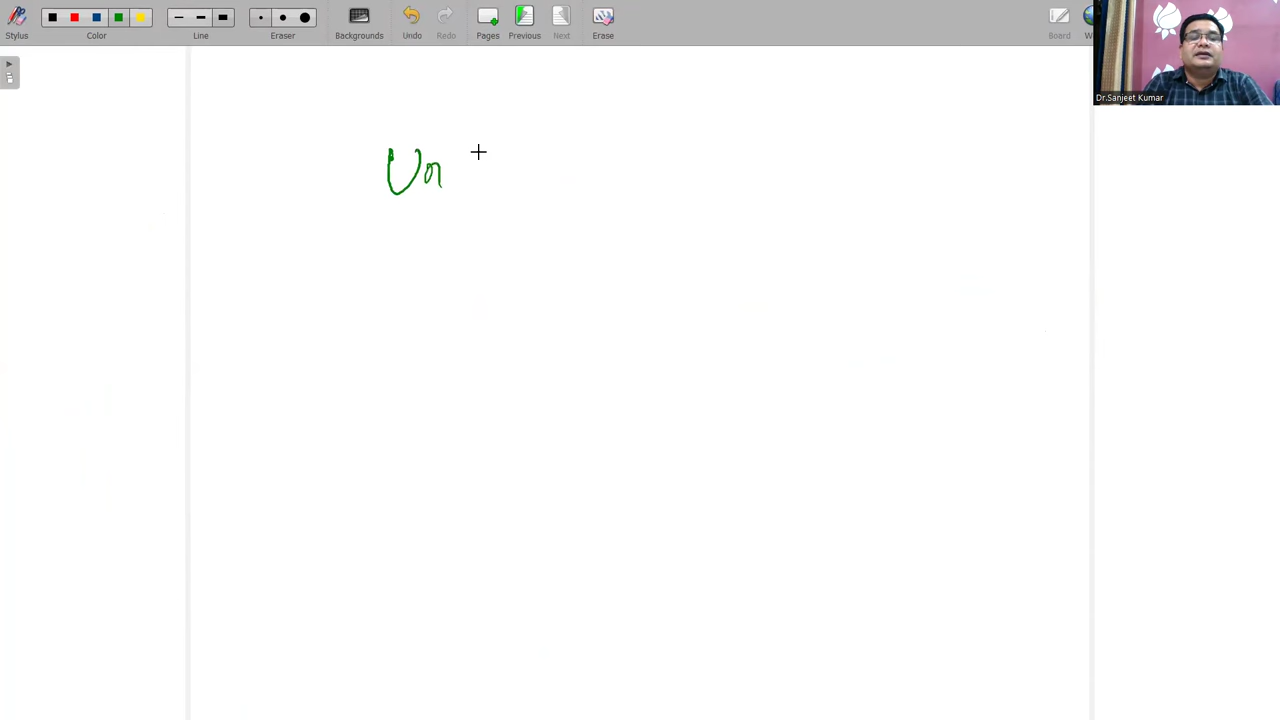 Stylus Color Line Eraser Backgrounds Undo Redo Pages Previous Next Erase Board
Dr.Sanjeet Kumar
Un